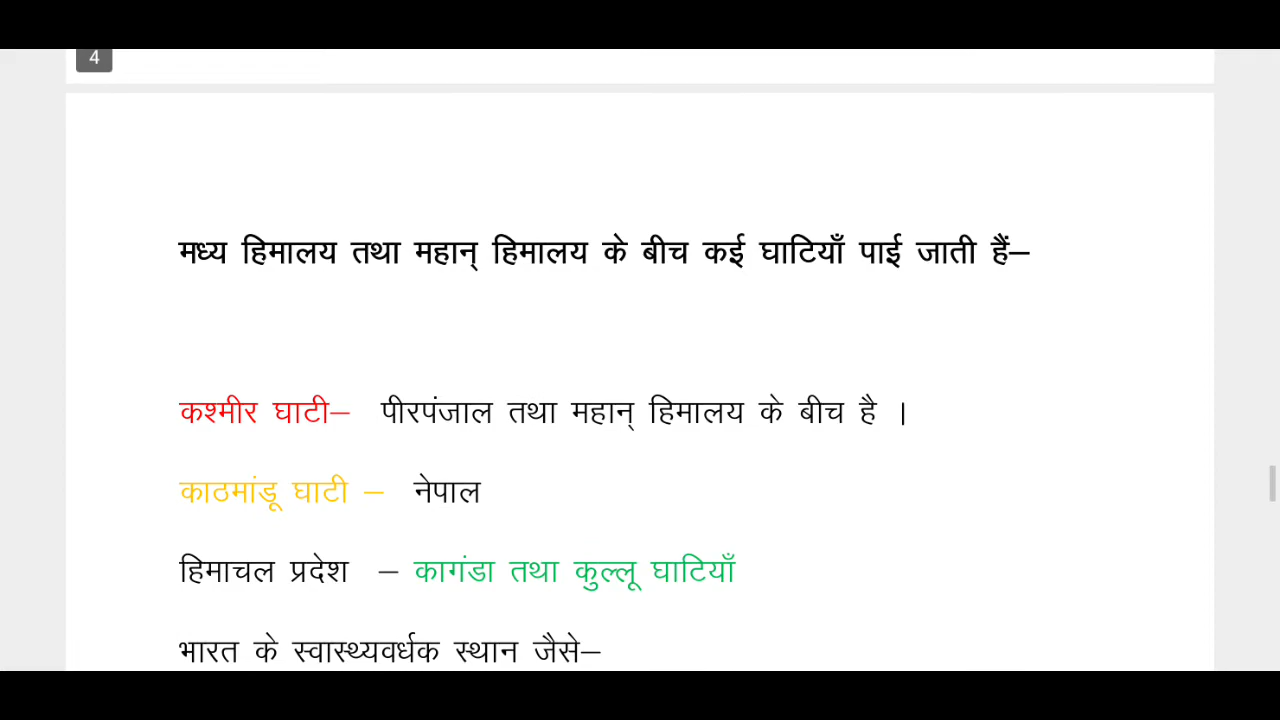 4
मध्य हिमालय तथा महान् हिमालय के बीच कई घाटियाँ पाई जाती हैं–
कश्मीर घाटी– पीरपंजाल तथा महान् हिमालय के बीच है ।
काठमांडू घाटी – नेपाल
हिमाचल प्रदेश – कागंडा तथा कुल्लू घाटियाँ
भारत के स्वास्थ्यवर्धक स्थान जैसे–